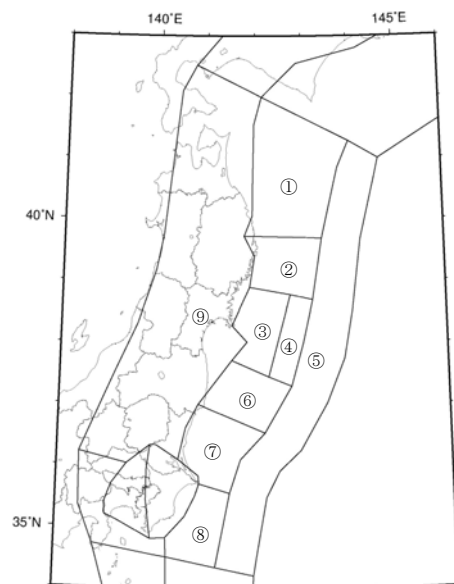 140˚E 145˚E
①
40˚N
②
⑨ ③ ④ ⑤
⑥
⑦
35˚N ⑧